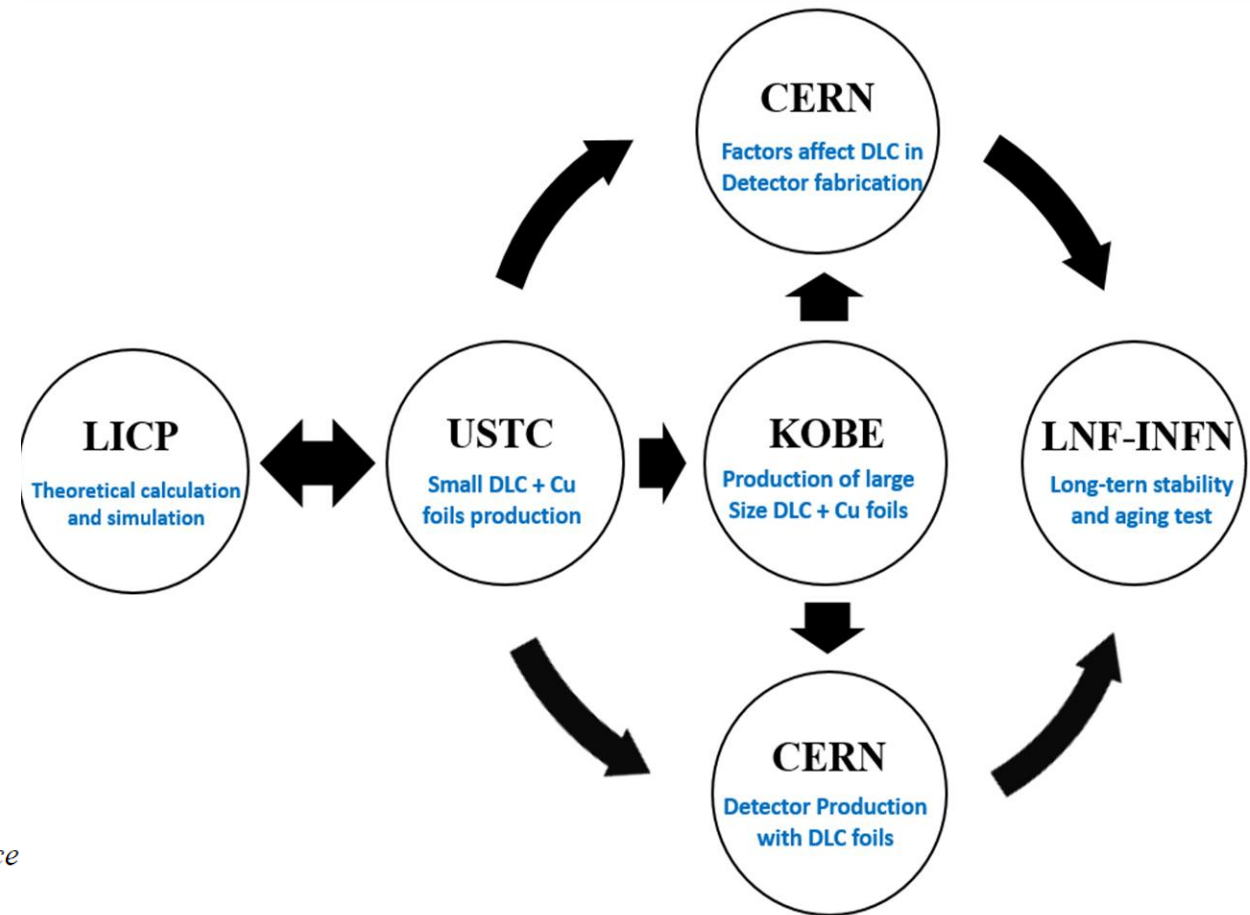 CERN
Factors affect DLC in
Detector fabrication
LICP
Theoretical calculation
and simulation
USTC
Small DLC + Cu
foils production
KOBE
Production of large
Size DLC + Cu foils
LNF-INFN
Long-tern stability
and aging test
CERN
Detector Production
with DLC foils